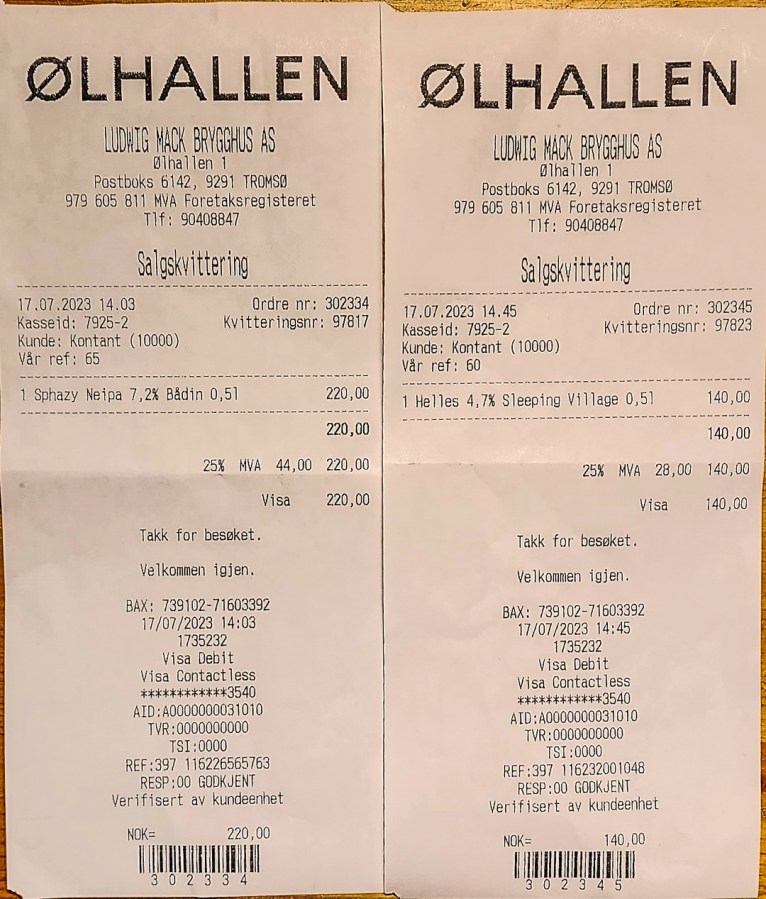 ØLHALLEN
LUDWIG MACK BRYGGHUS AS
Ølhallen 1
Postboks 6142, 9291 TROMSØ
979 605 811 MVA Foretaksregisteret
Tlf: 90408847
Salgskvittering
17.07.2023 14.03 Ordre nr: 302334
Kasseid: 7925-2 Kvitteringsnr: 97817
Kunde: Kontant (10000)
Vår ref: 65
1 Sphazy Neipa 7,2% Bådin 0,5l 220,00
220,00
25% MVA 44,00 220,00
Visa 220,00
Takk for besøket.
Velkommen igjen.
BAX: 739102-71603392
17/07/2023 14:03
1735232
Visa Debit
Visa Contactless
************3540
AID:A0000000031010
TVR:0000000000
TSI:0000
REF:397 116226565763
RESP:00 GODKJENT
Verifisert av kundeenhet
NOK= 220,00
302334
ØLHALLEN
LUDWIG MACK BRYGGHUS AS
Ølhallen 1
Postboks 6142, 9291 TROMSØ
979 605 811 MVA Foretaksregisteret
Tlf: 90408847
Salgskvittering
17.07.2023 14.45 Ordre nr: 302345
Kasseid: 7925-2 Kvitteringsnr: 97823
Kunde: Kontant (10000)
Vår ref: 60
1 Helles 4,7% Sleeping Village 0,5l 140,00
140,00
25% MVA 28,00 140,00
Visa 140,00
Takk for besøket.
Velkommen igjen.
BAX: 739102-71603392
17/07/2023 14:45
1735232
Visa Debit
Visa Contactless
************3540
AID:A0000000031010
TVR:0000000000
TSI:0000
REF:397 116232001048
RESP:00 GODKJENT
Verifisert av kundeenhet
NOK= 140,00
302345